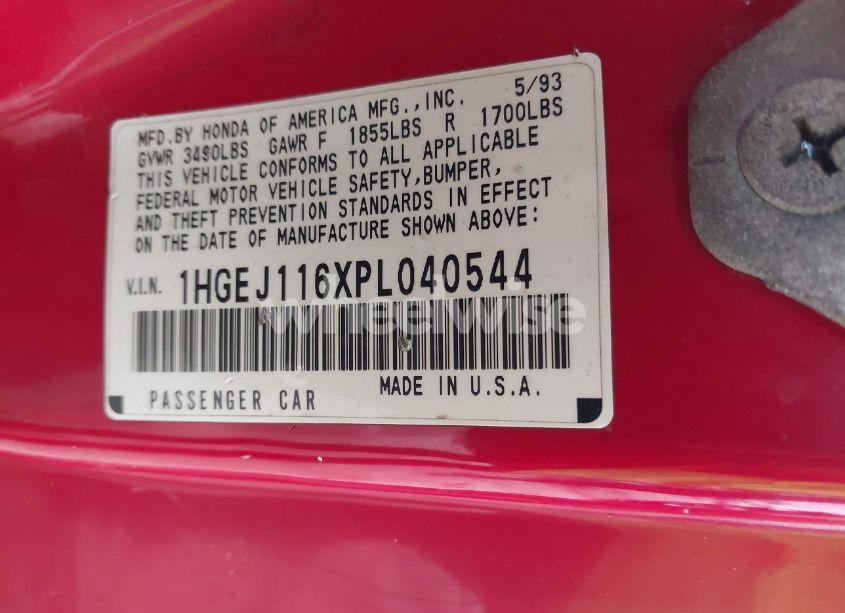 MFD.BY HONDA OF AMERICA MFG.,INC. 5/93
GVWR 3490LBS GAWR F 1855LBS R 1700LBS
THIS VEHICLE CONFORMS TO ALL APPLICABLE
FEDERAL MOTOR VEHICLE SAFETY,BUMPER,
AND THEFT PREVENTION STANDARDS IN EFFECT
ON THE DATE OF MANUFACTURE SHOWN ABOVE:
V.I.N. 1HGEJ116XPL040544
wheelwise
PASSENGER CAR MADE IN U.S.A.